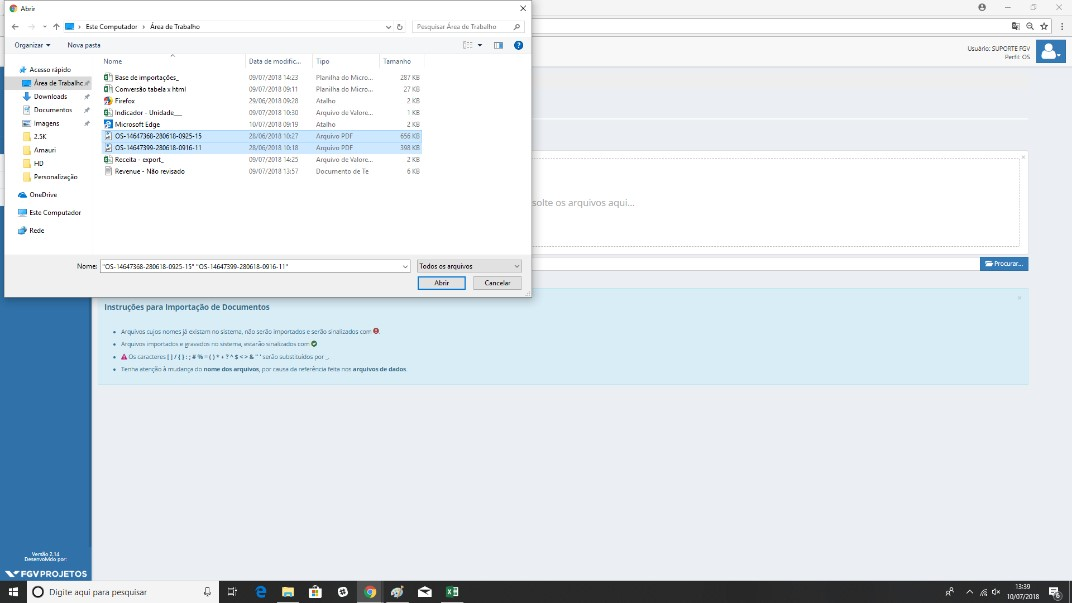 Abrir
Este Computador › Área de Trabalho
Pesquisar Área de Trabalho
Organizar
Nova pasta
Nome
Data de modific...
Tipo
Tamanho
Acesso rápido
Área de Trabalho
Downloads
Documentos
Imagens
2.5K
Amauri
HD
Personalização
OneDrive
Este Computador
Rede
Base de importações_ 09/07/2018 14:23 Planilha do Micro... 287 KB
Conversão tabela x html 09/07/2018 09:11 Planilha do Micro... 27 KB
Firefox 29/06/2018 09:28 Atalho 2 KB
Indicador - Unidade___ 09/07/2018 10:30 Arquivo de Valore... 1 KB
Microsoft Edge 10/07/2018 09:19 Atalho 2 KB
OS-14647368-280618-0925-15 28/06/2018 10:27 Arquivo PDF 656 KB
OS-14647399-280618-0916-11 28/06/2018 10:18 Arquivo PDF 398 KB
Receita - export_ 09/07/2018 14:25 Arquivo de Valore... 2 KB
Revenue - Não revisado 09/07/2018 13:57 Documento de Te 6 KB
Nome: "OS-14647368-280618-0925-15" "OS-14647399-280618-0916-11"
Todos os arquivos
Abrir
Cancelar
Usuário: SUPORTE FGV
Perfil: OS
solte os arquivos aqui...
Procurar...
Instruções para Importação de Documentos
Arquivos cujos nomes já existam no sistema, não serão importados e serão sinalizados com
Arquivos importados e gravados no sistema, estarão sinalizados com
Os caracteres [ ] / { } : ; # % = ( ) * + ? ^ $ < > & " ' serão substituídos por _.
Tenha atenção à mudança do nome dos arquivos, por causa da referência feita nos arquivos de dados.
Versão 2.14
Desenvolvido por:
FGV PROJETOS
Digite aqui para pesquisar
13:39
10/07/2018